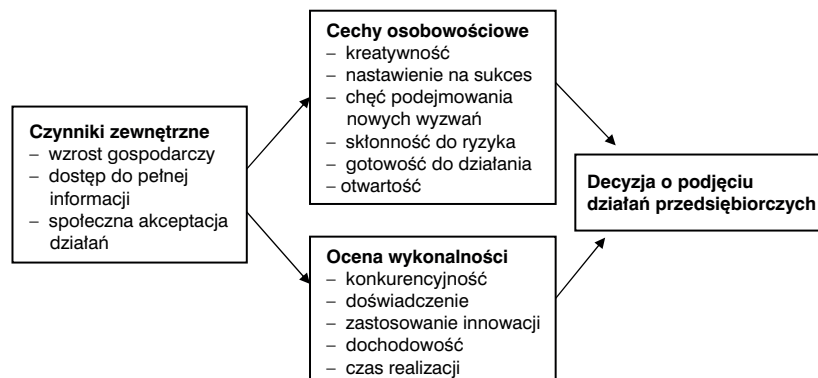 Czynniki zewnętrzne
– wzrost gospodarczy
– dostęp do pełnej
informacji
– społeczna akceptacja
działań
Cechy osobowościowe
– kreatywność
– nastawienie na sukces
– chęć podejmowania
nowych wyzwań
– skłonność do ryzyka
– gotowość do działania
– otwartość
Ocena wykonalności
– konkurencyjność
– doświadczenie
– zastosowanie innowacji
– dochodowość
– czas realizacji
Decyzja o podjęciu
działań przedsiębiorczych